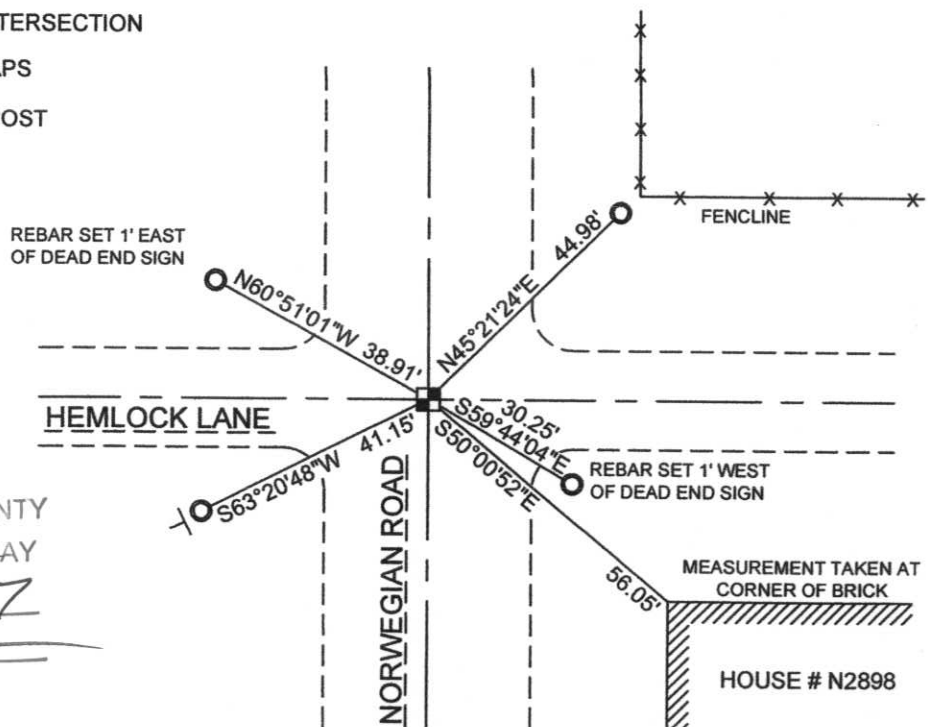 TERSECTION
APS
OST
REBAR SET 1' EAST
OF DEAD END SIGN
FENCLINE
N60°51'01"W 38.91'
N45°21'24"E 44.98'
HEMLOCK LANE
S63°20'48"W 41.15'
S59°44'04"E 30.25'
S50°00'52"E 56.05'
REBAR SET 1' WEST
OF DEAD END SIGN
NORWEGIAN ROAD
NTY
AY
MEASUREMENT TAKEN AT
CORNER OF BRICK
HOUSE # N2898